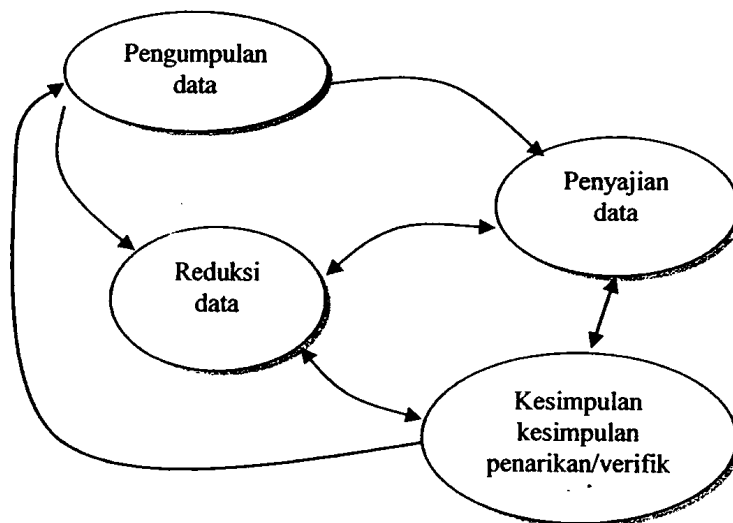 Pengumpulan
data
Penyajian
data
Reduksi
data
Kesimpulan
kesimpulan
penarikan/verifik